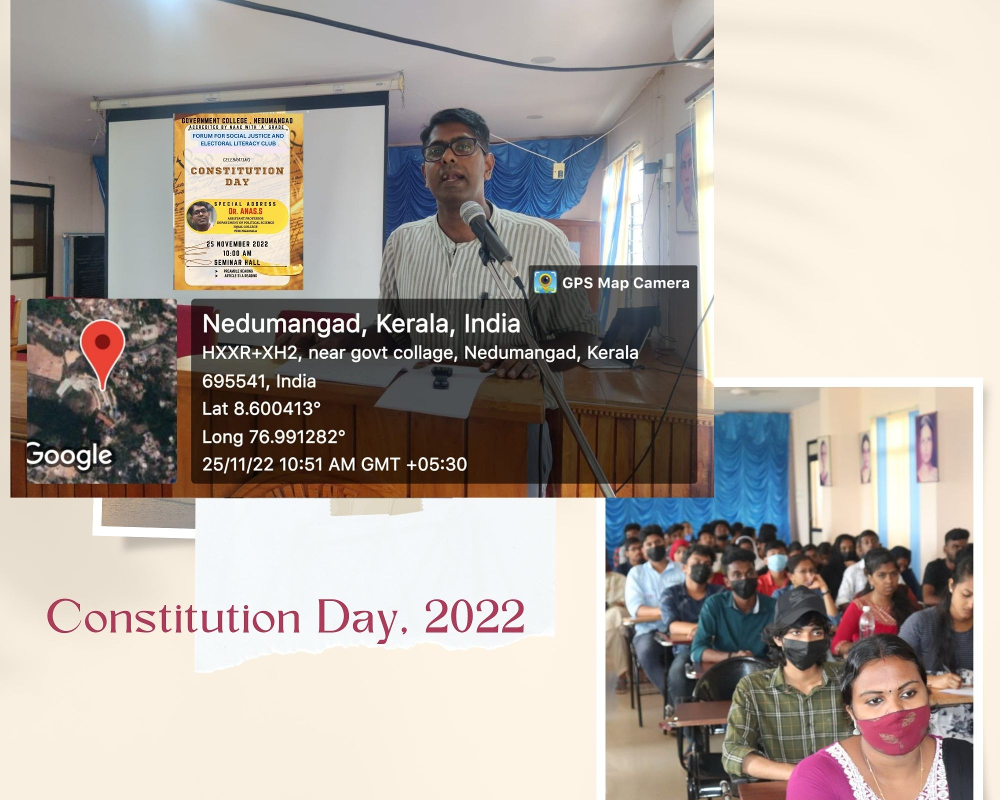 GOVERNMENT COLLEGE , NEDUMANGAD
ACCREDITED BY NAAC WITH 'A' GRADE
FORUM FOR SOCIAL JUSTICE AND
ELECTORAL LITERACY CLUB
CELEBRATING
CONSTITUTION
DAY
SPECIAL ADDRESS
DR. ANAS.S
ASSISTANT PROFESSOR
DEPARTMENT OF POLITICAL SCIENCE
IQBAL COLLEGE
PERINGAMALA
25 NOVEMBER 2022
10:00 AM
SEMINAR HALL
➤ PREAMBLE READING
➤ ARTICLE 51 A READING
GPS Map Camera
Nedumangad, Kerala, India
HXXR+XH2, near govt collage, Nedumangad, Kerala
695541, India
Lat 8.600413°
Long 76.991282°
25/11/22 10:51 AM GMT +05:30
Google
Constitution Day, 2022